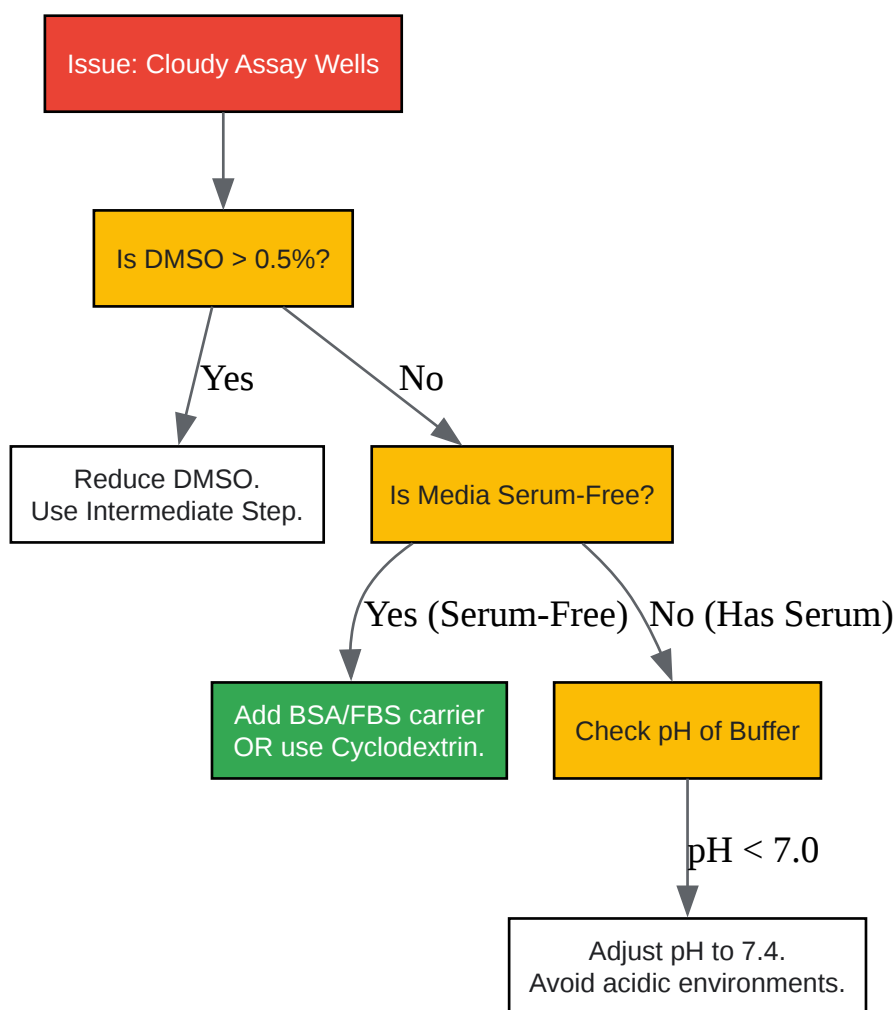 Issue: Cloudy Assay Wells
Is DMSO > 0.5%?
Yes
No
Reduce DMSO.
Use Intermediate Step.
Is Media Serum-Free?
Yes (Serum-Free)
No (Has Serum)
Add BSA/FBS carrier
OR use Cyclodextrin.
Check pH of Buffer
pH < 7.0
Adjust pH to 7.4.
Avoid acidic environments.